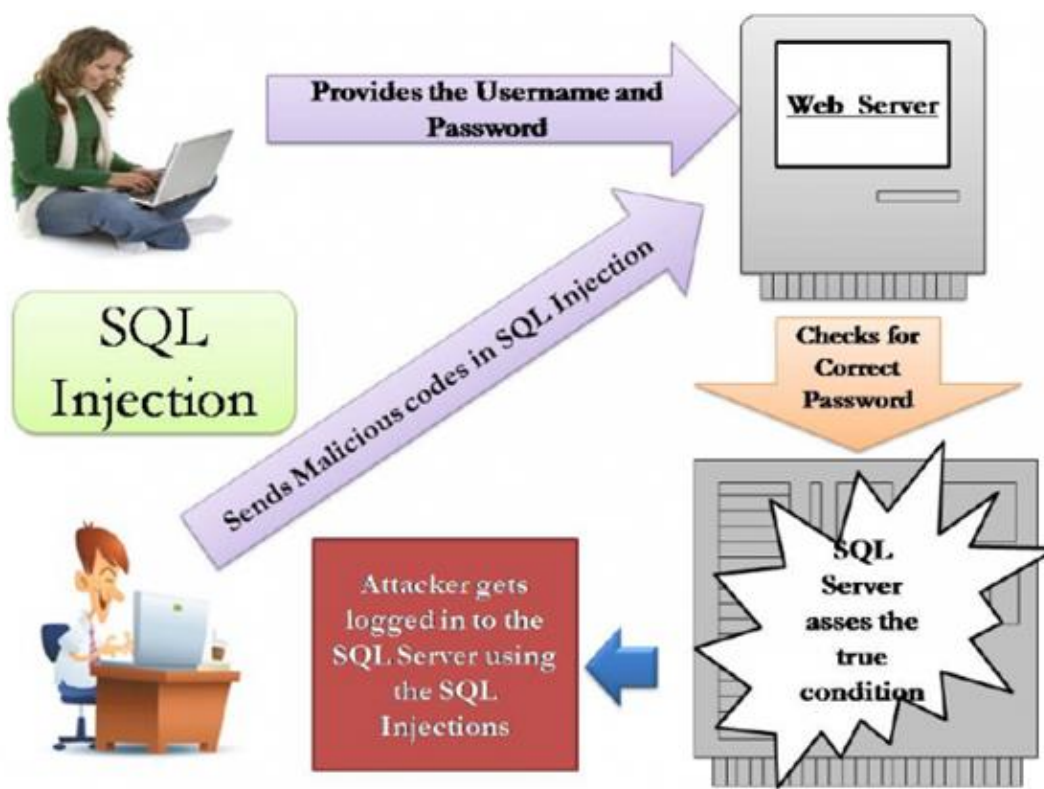 Provides the Username and
Password
Web Server
SQL
Injection
Sends Malicious codes in SQL Injection
Checks for
Correct
Password
SQL
Server
asses the
true
condition
Attacker gets
logged in to the
SQL Server using
the SQL
Injections